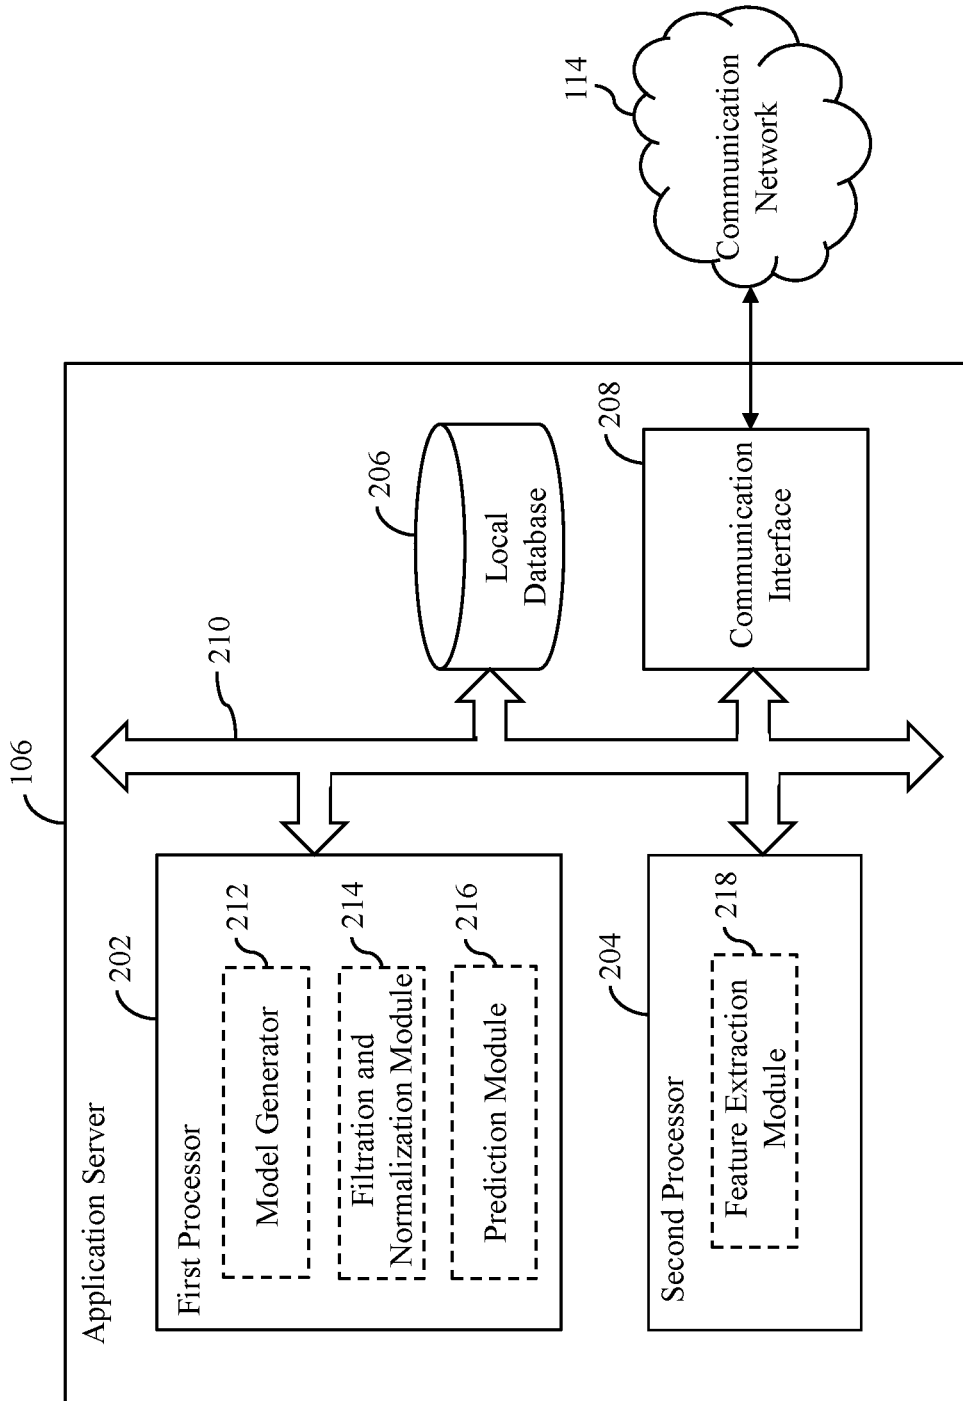 106
Application Server
202
First Processor
212
Model Generator
214
Filtration and
Normalization Module
216
Prediction Module
204
Second Processor
218
Feature Extraction
Module
210
206
Local
Database
208
Communication
Interface
114
Communication
Network